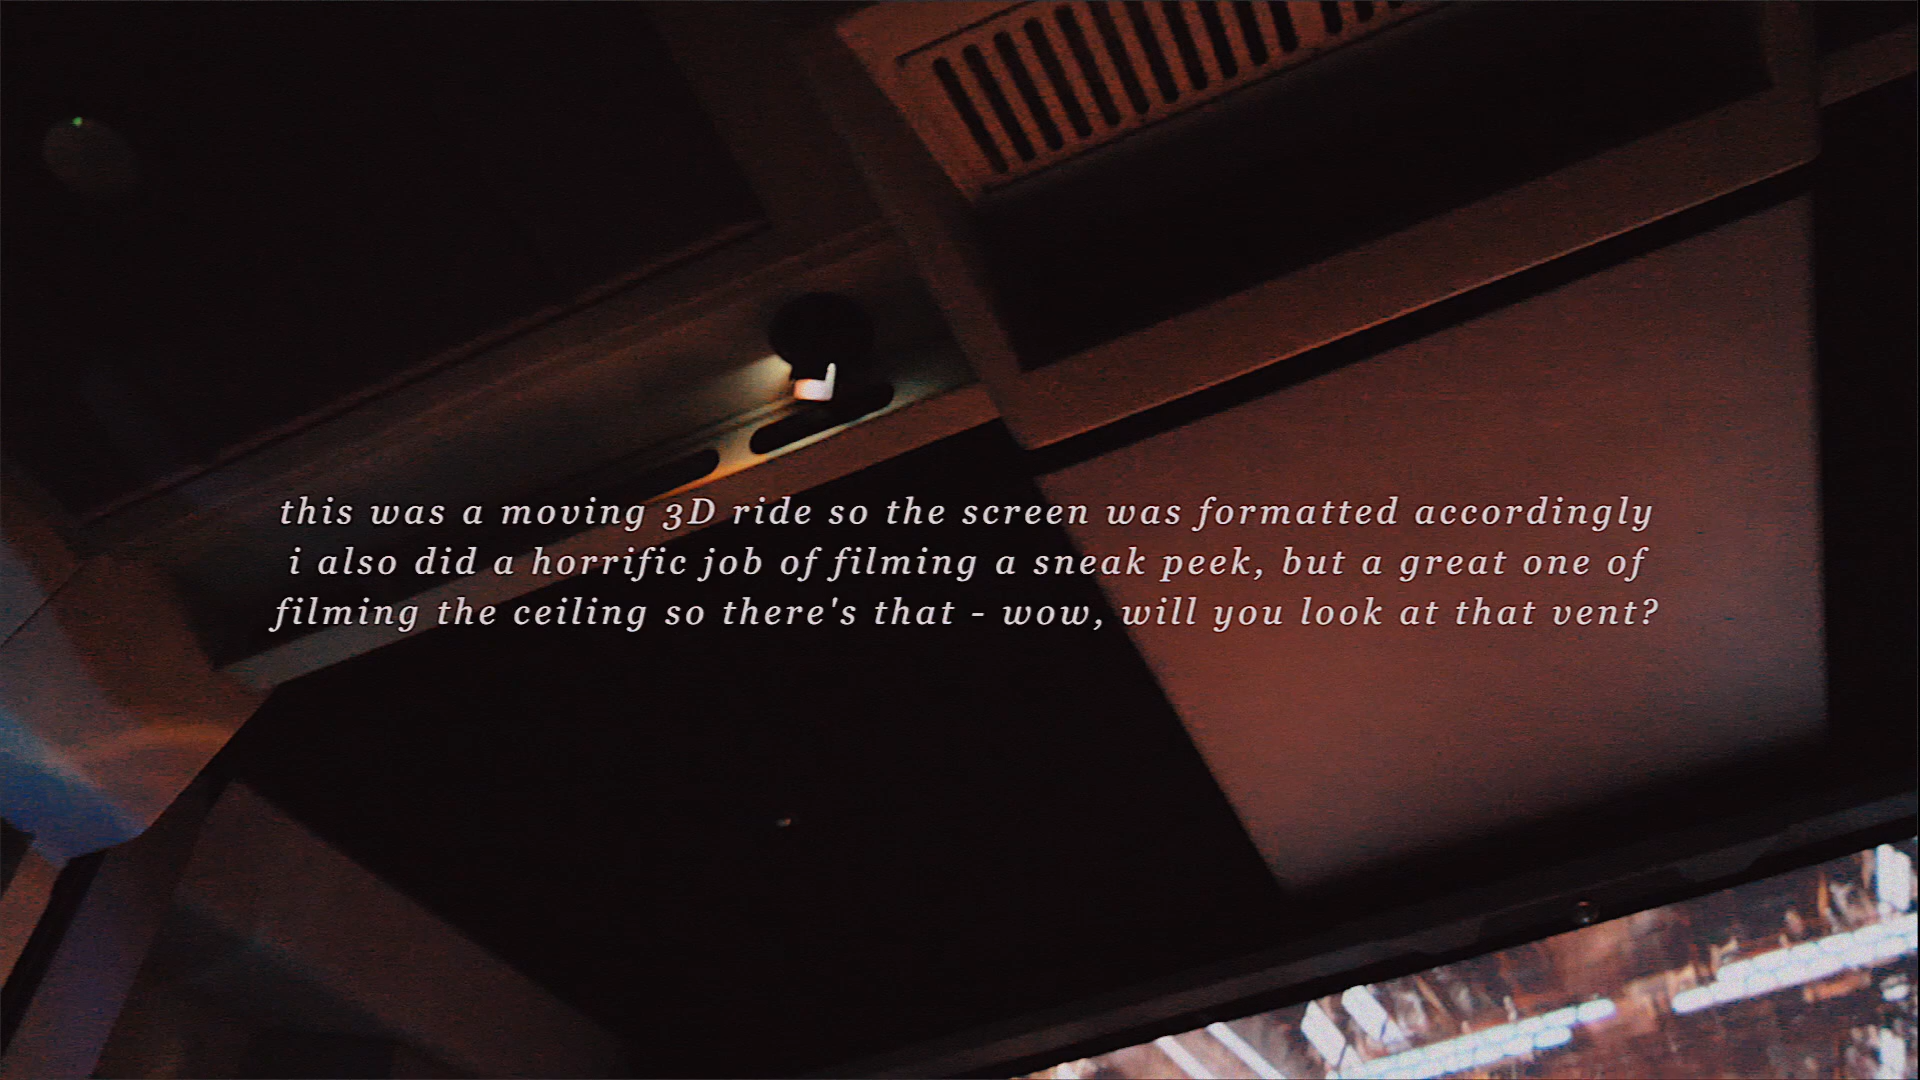 this was a moving 3D ride so the screen was formatted accordingly
i also did a horrific job of filming a sneak peek, but a great one of
filming the ceiling so there's that - wow, will you look at that vent?